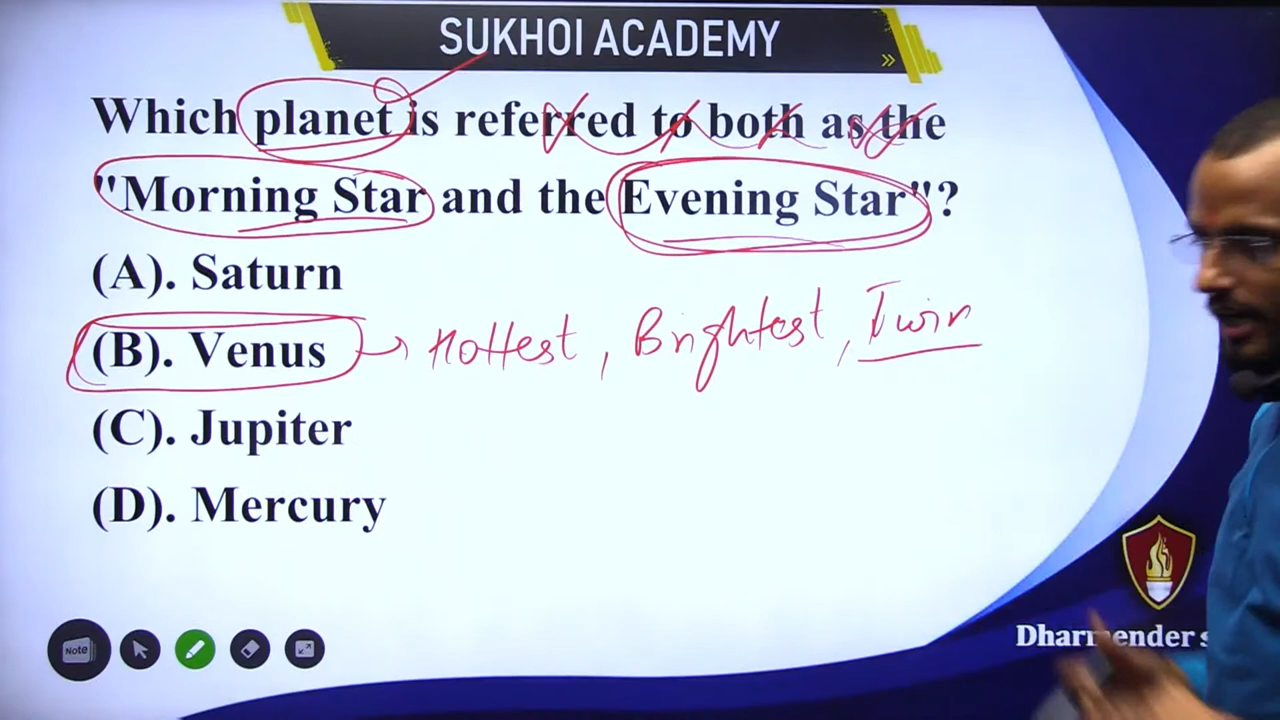 SUKHOI ACADEMY
Which planet is referred to both as the
"Morning Star and the Evening Star"?
(A). Saturn
(B). Venus → Hottest, Brightest, Twin
(C). Jupiter
(D). Mercury
Note
Dharmender s